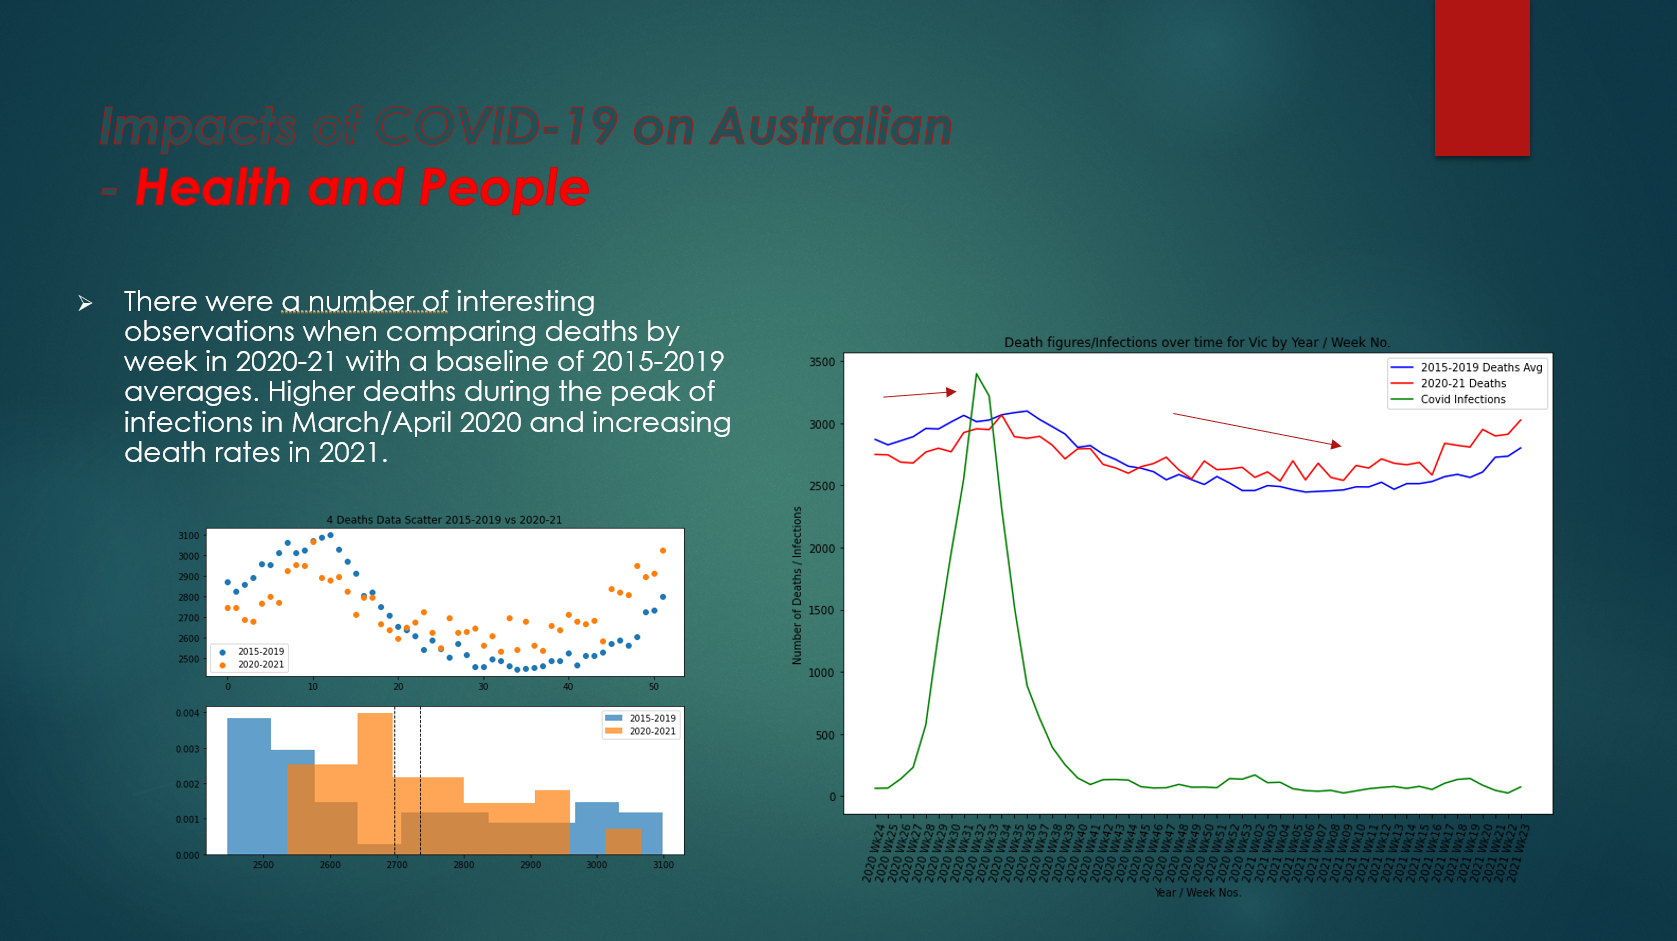 Impacts of COVID-19 on Australian
- Health and People
➢ There were a number of interesting
observations when comparing deaths by
week in 2020-21 with a baseline of 2015-2019
averages. Higher deaths during the peak of
infections in March/April 2020 and increasing
death rates in 2021.
4 Deaths Data Scatter 2015-2019 vs 2020-21
3100
3000
2900
2800
2700
2600
2500
2015-2019
2020-2021
0 10 20 30 40 50
0.004
0.003
0.002
0.001
0.000
2015-2019
2020-2021
2500 2600 2700 2800 2900 3000 3100
Death figures/Infections over time for Vic by Year / Week No.
2015-2019 Deaths Avg
2020-21 Deaths
Covid Infections
Number of Deaths / Infections
3500
3000
2500
2000
1500
1000
500
0
2020 Wk24
2020 Wk25
2020 Wk26
2020 Wk27
2020 Wk28
2020 Wk29
2020 Wk30
2020 Wk31
2020 Wk32
2020 Wk33
2020 Wk34
2020 Wk35
2020 Wk36
2020 Wk37
2020 Wk38
2020 Wk39
2020 Wk40
2020 Wk41
2020 Wk42
2020 Wk43
2020 Wk44
2020 Wk45
2020 Wk46
2020 Wk47
2020 Wk48
2020 Wk49
2020 Wk50
2020 Wk51
2020 Wk52
2021 Wk01
2021 Wk02
2021 Wk03
2021 Wk04
2021 Wk05
2021 Wk06
2021 Wk07
2021 Wk08
2021 Wk09
2021 Wk10
2021 Wk11
2021 Wk12
2021 Wk13
2021 Wk14
2021 Wk15
2021 Wk16
2021 Wk17
2021 Wk18
2021 Wk19
2021 Wk20
2021 Wk21
2021 Wk22
2021 Wk23
Year / Week Nos.